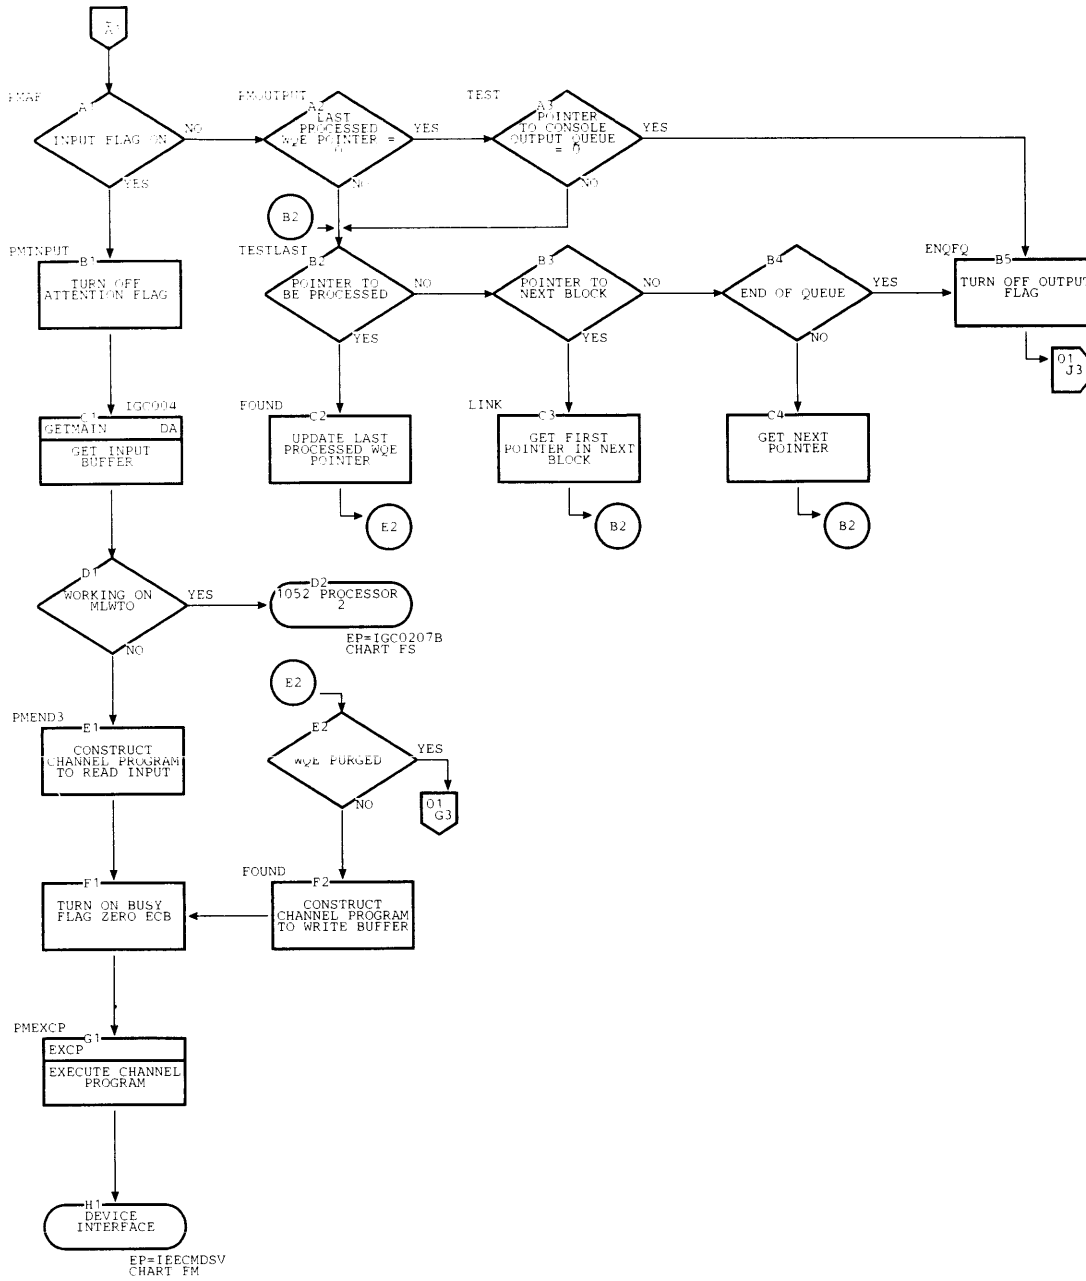 A1
PMAP
A1
INPUT FLAG ON
NO
YES
PMOUTPUT
A2
LAST
PROCESSED
WQE POINTER =
0
YES
NO
TEST
A3
POINTER
TO CONSOLE
OUTPUT QUEUE
= 0
YES
NO
B2
PMINPUT
B1
TURN OFF
ATTENTION FLAG
TESTLAST
B2
POINTER TO
BE PROCESSED
NO
YES
B3
POINTER TO
NEXT BLOCK
NO
YES
B4
END OF QUEUE
YES
NO
ENQFQ
B5
TURN OFF OUTPUT
FLAG
01
J3
IGC004
C1
GETMAIN DA
GET INPUT
BUFFER
FOUND
C2
UPDATE LAST
PROCESSED WQE
POINTER
E2
LINK
C3
GET FIRST
POINTER IN NEXT
BLOCK
B2
C4
GET NEXT
POINTER
B2
D1
WORKING ON
MLWTO
YES
NO
D2
1052 PROCESSOR
2
EP=IGC0207B
CHART FS
E2
PMEND3
E1
CONSTRUCT
CHANNEL PROGRAM
TO READ INPUT
E2
WQE PURGED
YES
NO
01
G3
F1
TURN ON BUSY
FLAG ZERO ECB
FOUND
F2
CONSTRUCT
CHANNEL PROGRAM
TO WRITE BUFFER
PMEXCP
G1
EXCP
EXECUTE CHANNEL
PROGRAM
H1
DEVICE
INTERFACE
EP=IEECMDSV
CHART FM